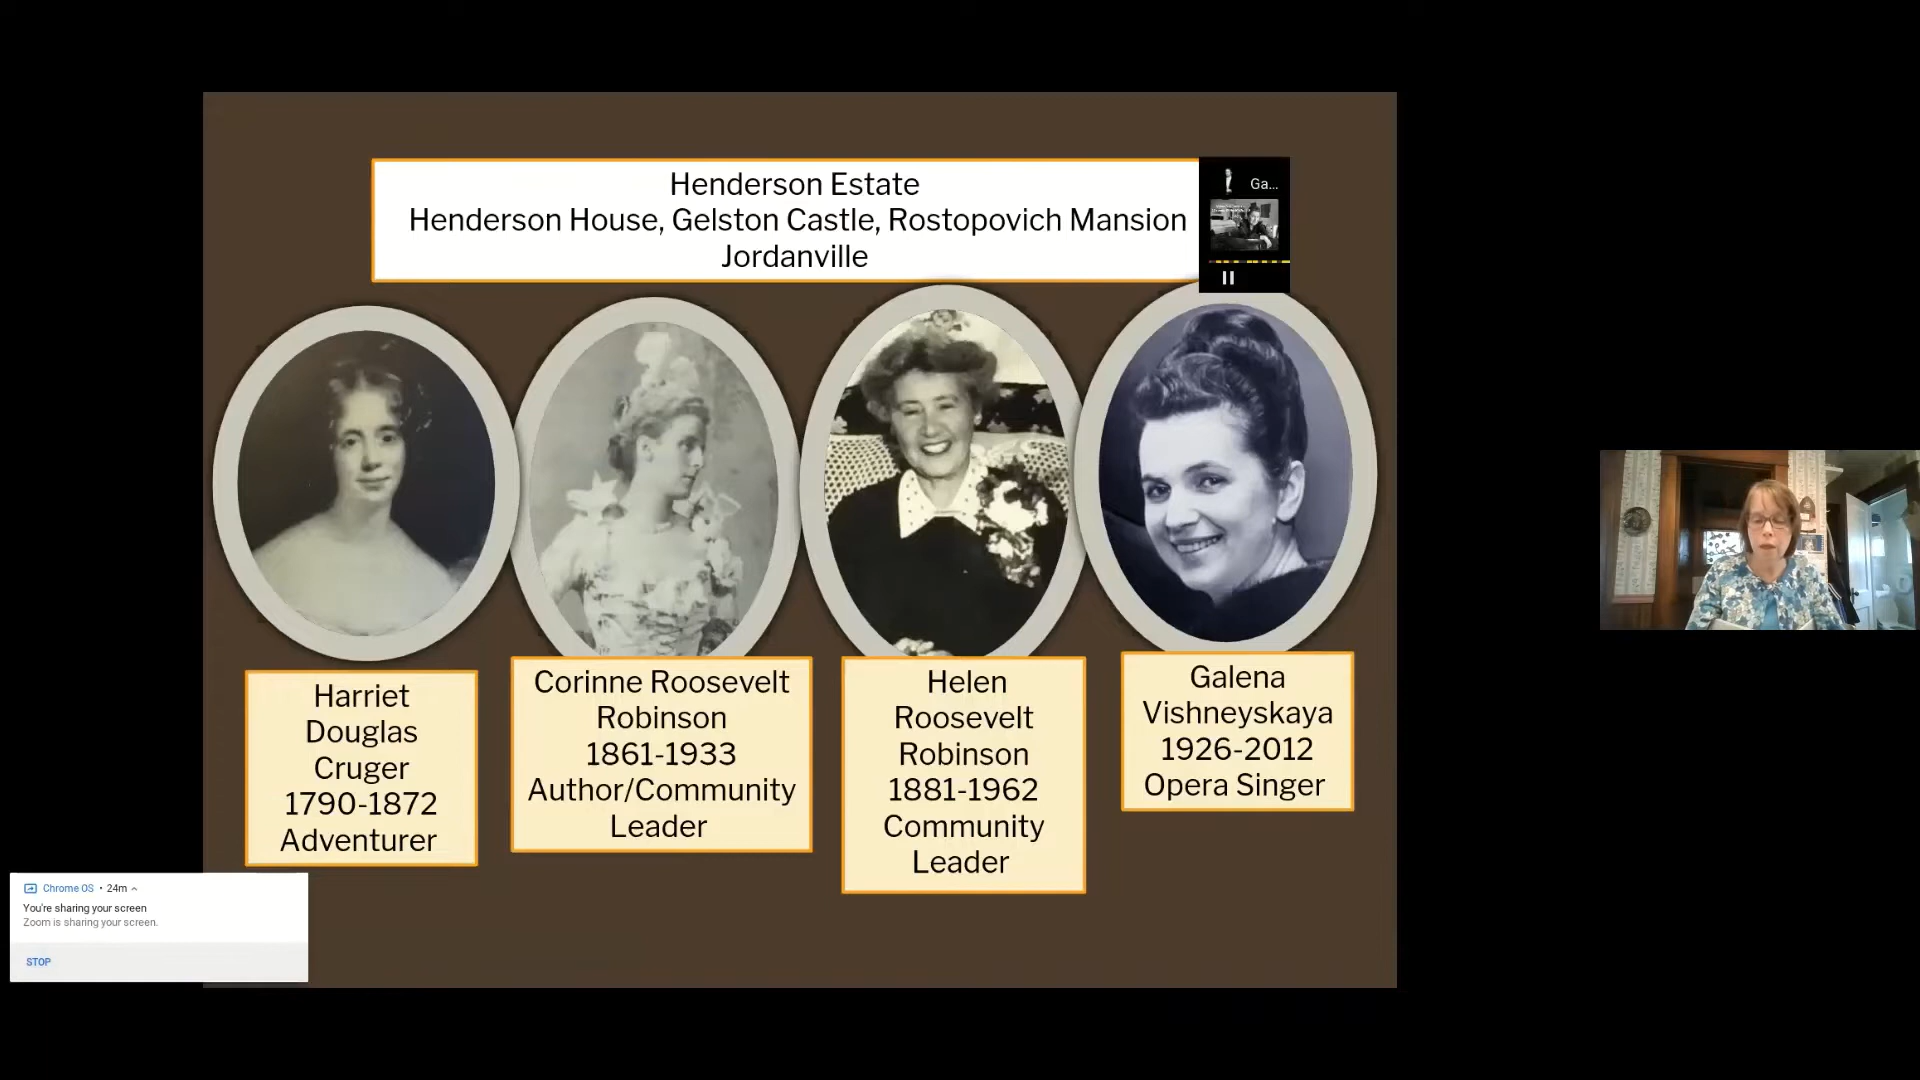 Henderson Estate
Henderson House, Gelston Castle, Rostopovich Mansion
Jordanville
Ga...
Harriet
Douglas
Cruger
1790-1872
Adventurer
Corinne Roosevelt
Robinson
1861-1933
Author/Community
Leader
Helen
Roosevelt
Robinson
1881-1962
Community
Leader
Galena
Vishneyskaya
1926-2012
Opera Singer
Chrome OS • 24m
You're sharing your screen
Zoom is sharing your screen.
STOP